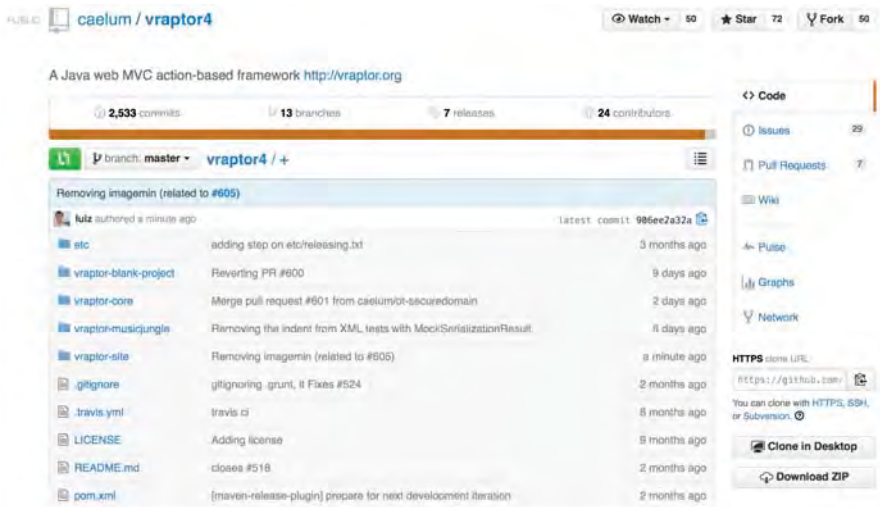 PUBLIC caelum / vraptor4 Watch 50 Star 72 Fork 50
A Java web MVC action-based framework http://vraptor.org
2,533 commits 13 branches 7 releases 24 contributors
branch: master vraptor4 / +
Removing imagemin (related to #605)
luiz authored a minute ago latest commit 906ee2a32a
etc adding step on etc/releasing.txt 3 months ago
vraptor-blank-project Reverting PR #600 9 days ago
vraptor-core Merge pull request #601 from caelum/ot-securedomain 2 days ago
vraptor-musicjungle Removing the indent from XML tests with MockSerializationResult days ago
vraptor-site Removing imagemin (related to #605) a minute ago
.gitignore gitignoring .grunt, it Fixes #524 2 months ago
.travis.yml travis ci months ago
LICENSE Adding license 9 months ago
README.md closes #518 2 months ago
pom.xml [maven-release-plugin] prepare for next development iteration 2 months ago
Code
Issues 29
Pull Requests 7
Wiki
Pulse
Graphs
Network
HTTPS clone URL
https://github.com/
You can clone with HTTPS, SSH,
or Subversion.
Clone in Desktop
Download ZIP